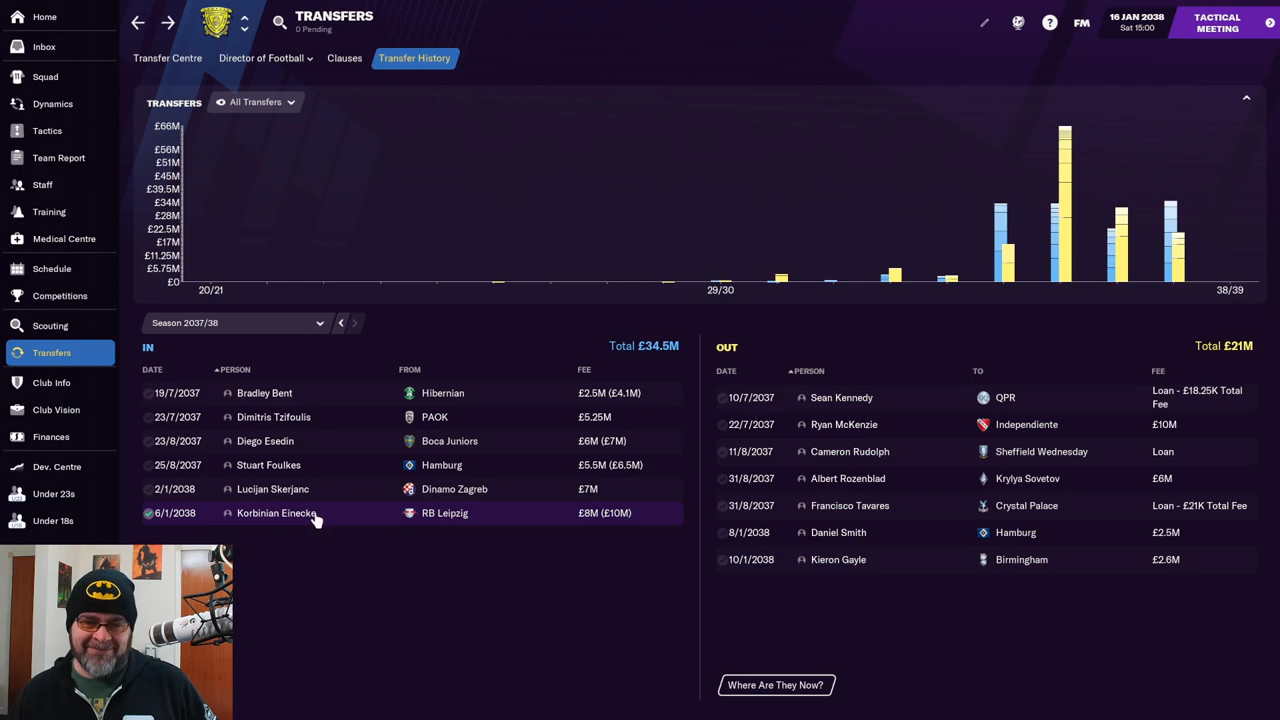 Home
Inbox
Squad
Dynamics
Tactics
Team Report
Staff
Training
Medical Centre
Schedule
Competitions
Scouting
Transfers
Club Info
Club Vision
Finances
Dev. Centre
Under 23s
Under 18s
TRANSFERS
0 Pending
FM
16 JAN 2038
Sat 15:00
TACTICAL
MEETING
Transfer Centre
Director of Football
Clauses
Transfer History
TRANSFERS
All Transfers
£66M
£56M
£51M
£45M
£39.5M
£34M
£28M
£22.5M
£17M
£11.25M
£5.75M
£0
20/21
29/30
38/39
Season 2037/38
IN
Total £34.5M
DATE PERSON FROM FEE
19/7/2037 Bradley Bent Hibernian £2.5M (£4.1M)
23/7/2037 Dimitris Tzifoulis PAOK £5.25M
23/8/2037 Diego Esedin Boca Juniors £6M (£7M)
25/8/2037 Stuart Foulkes Hamburg £5.5M (£6.5M)
2/1/2038 Lucijan Skerjanc Dinamo Zagreb £7M
6/1/2038 Korbinian Einecke RB Leipzig £8M (£10M)
OUT
Total £21M
DATE PERSON TO FEE
10/7/2037 Sean Kennedy QPR Loan - £18.25K Total
Fee
22/7/2037 Ryan McKenzie Independiente £10M
11/8/2037 Cameron Rudolph Sheffield Wednesday Loan
31/8/2037 Albert Rozenblad Krylya Sovetov £6M
31/8/2037 Francisco Tavares Crystal Palace Loan - £21K Total Fee
8/1/2038 Daniel Smith Hamburg £2.5M
10/1/2038 Kieron Gayle Birmingham £2.6M
Where Are They Now?